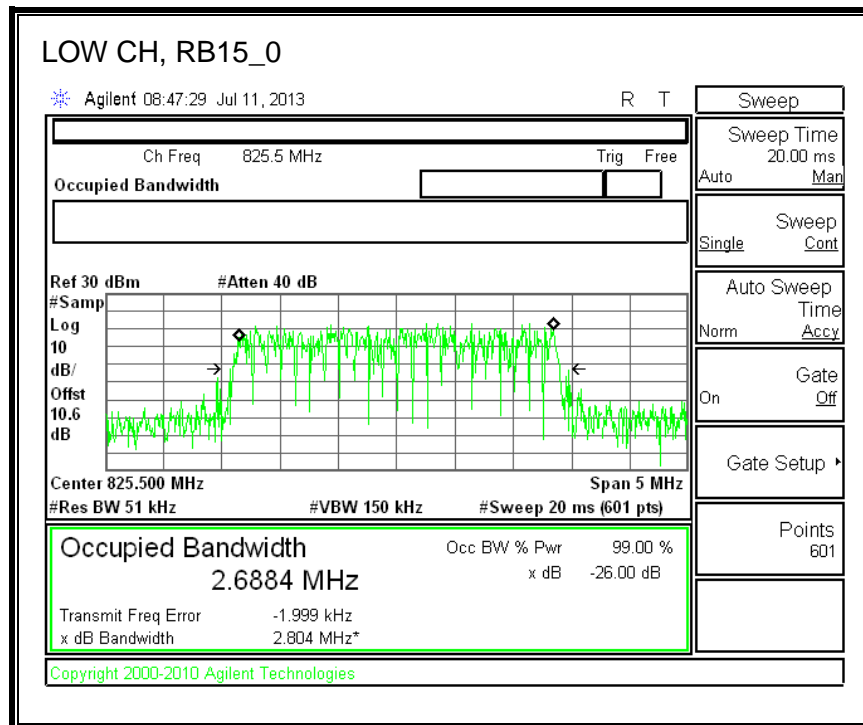 LOW CH, RB15_0
Agilent 08:47:29 Jul 11, 2013 R T
Ch Freq 825.5 MHz Trig Free
Occupied Bandwidth
Ref 30 dBm #Atten 40 dB
#Samp
Log
10
dB/
Offst
10.6
dB
Center 825.500 MHz Span 5 MHz
#Res BW 51 kHz #VBW 150 kHz #Sweep 20 ms (601 pts)
Occupied Bandwidth Occ BW % Pwr 99.00 %
2.6884 MHz x dB -26.00 dB
Transmit Freq Error -1.999 kHz
x dB Bandwidth 2.804 MHz*
Copyright 2000-2010 Agilent Technologies
Sweep
Sweep Time
20.00 ms
Auto Man
Sweep
Single Cont
Auto Sweep
Time
Norm Accy
Gate
On Off
Gate Setup
Points
601